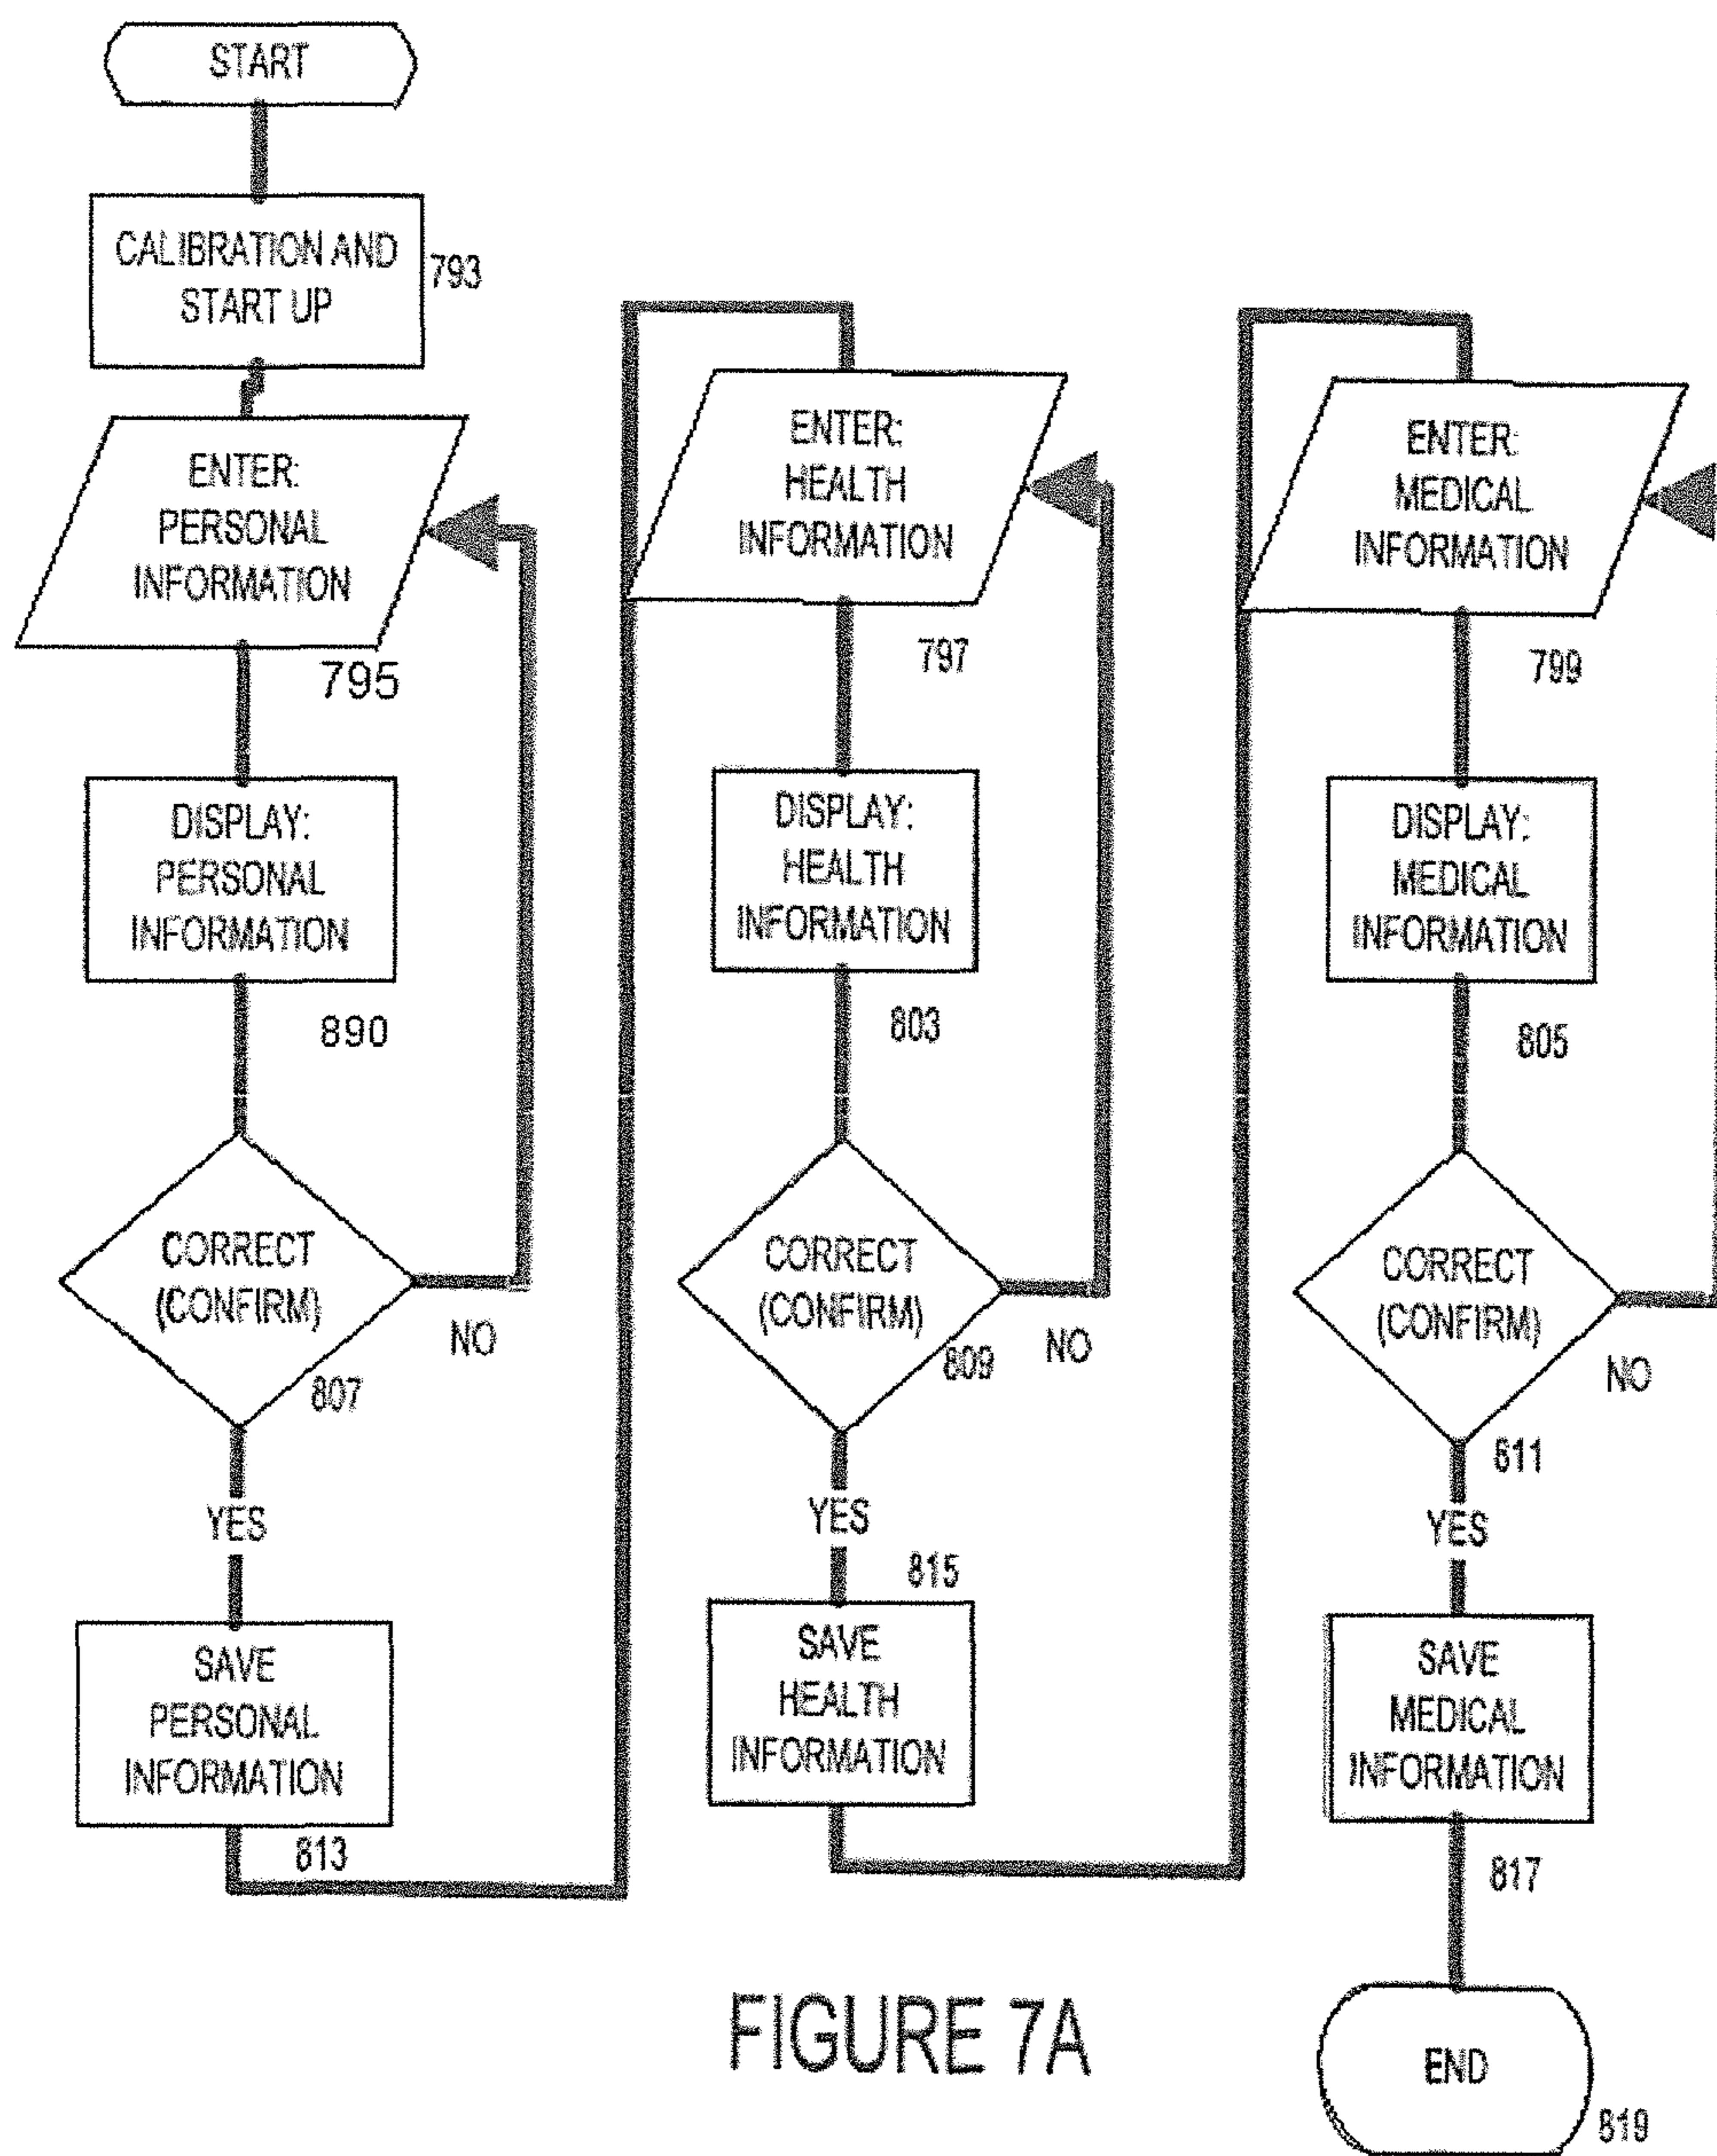 START
CALIBRATION AND
START UP
793
ENTER:
PERSONAL
INFORMATION
795
DISPLAY:
PERSONAL
INFORMATION
890
CORRECT
(CONFIRM)
NO
807
YES
SAVE
PERSONAL
INFORMATION
813
ENTER:
HEALTH
INFORMATION
797
DISPLAY:
HEALTH
INFORMATION
803
CORRECT
(CONFIRM)
NO
809
YES
815
SAVE
HEALTH
INFORMATION
ENTER:
MEDICAL
INFORMATION
799
DISPLAY:
MEDICAL
INFORMATION
805
CORRECT
(CONFIRM)
NO
811
YES
SAVE
MEDICAL
INFORMATION
817
END
819
FIGURE 7A